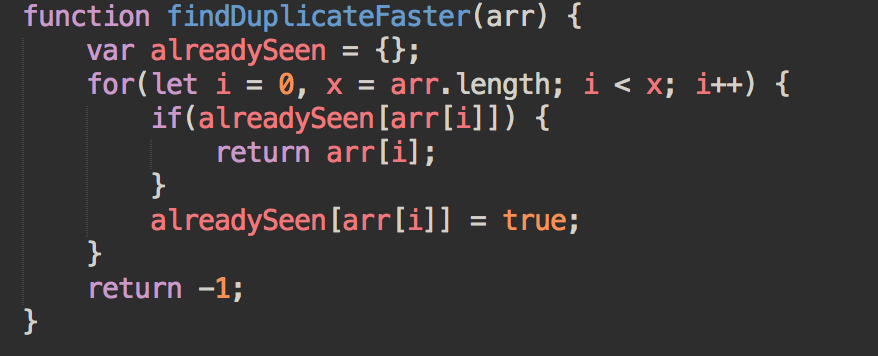 function findDuplicateFaster(arr) {
    var alreadySeen = {};
    for(let i = 0, x = arr.length; i < x; i++) {
        if(alreadySeen[arr[i]]) {
            return arr[i];
        }
        alreadySeen[arr[i]] = true;
    }
    return -1;
}